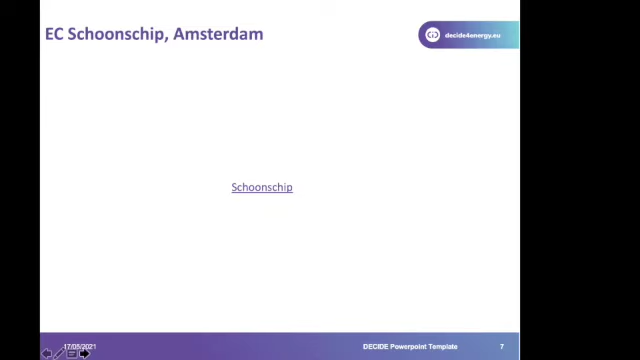 EC Schoonschip, Amsterdam
decide4energy.eu
Schoonschip
17/05/2021
DECIDE Powerpoint Template
7